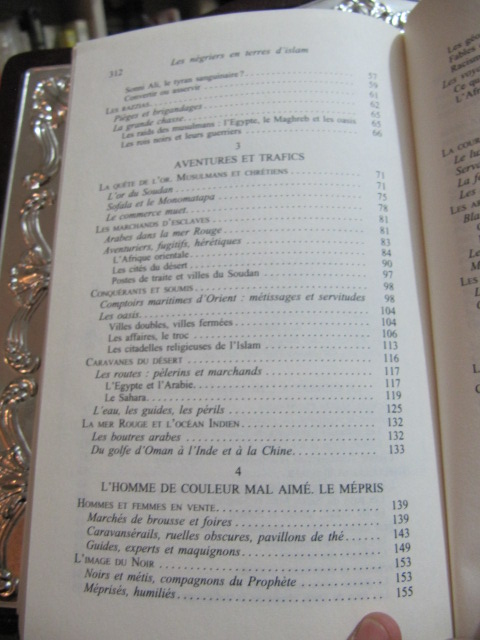 312 Les négriers en terres d'islam
Sonni Ali, le tyran sanguinaire? 57
Convertir ou asservir 59
LES RAZZIAS 61
Pièges et brigandages 62
La grande chasse 65
Les raids des musulmans : l'Egypte, le Maghreb et les oasis 65
Les rois noirs et leurs guerriers 66
3
AVENTURES ET TRAFICS
LA QUÊTE DE L'OR. MUSULMANS ET CHRÉTIENS 71
L'or du Soudan 71
Sofala et le Monomatapa 75
Le commerce muet 78
LES MARCHANDS D'ESCLAVES 81
Arabes dans la mer Rouge 81
Aventuriers, fugitifs, hérétiques 83
L'Afrique orientale 84
Les cités du désert 90
Postes de traite et villes du Soudan 97
CONQUÉRANTS ET SOUMIS 98
Comptoirs maritimes d'Orient : métissages et servitudes 98
Les oasis. 104
Villes doubles, villes fermées 104
Les affaires, le troc 106
Les citadelles religieuses de l'Islam 113
CARAVANES DU DÉSERT 116
Les routes : pèlerins et marchands 117
L'Egypte et l'Arabie. 117
Le Sahara. 119
L'eau, les guides, les périls 125
LA MER ROUGE ET L'OCÉAN INDIEN 132
Les boutres arabes 132
Du golfe d'Oman à l'Inde et à la Chine. 133
4
L'HOMME DE COULEUR MAL AIMÉ. LE MÉPRIS
HOMMES ET FEMMES EN VENTE 139
Marchés de brousse et foires 139
Caravansérails, ruelles obscures, pavillons de thé 143
Guides, experts et maquignons 149
L'IMAGE DU NOIR 153
Noirs et métis, compagnons du Prophète 153
Méprisés, humiliés 155